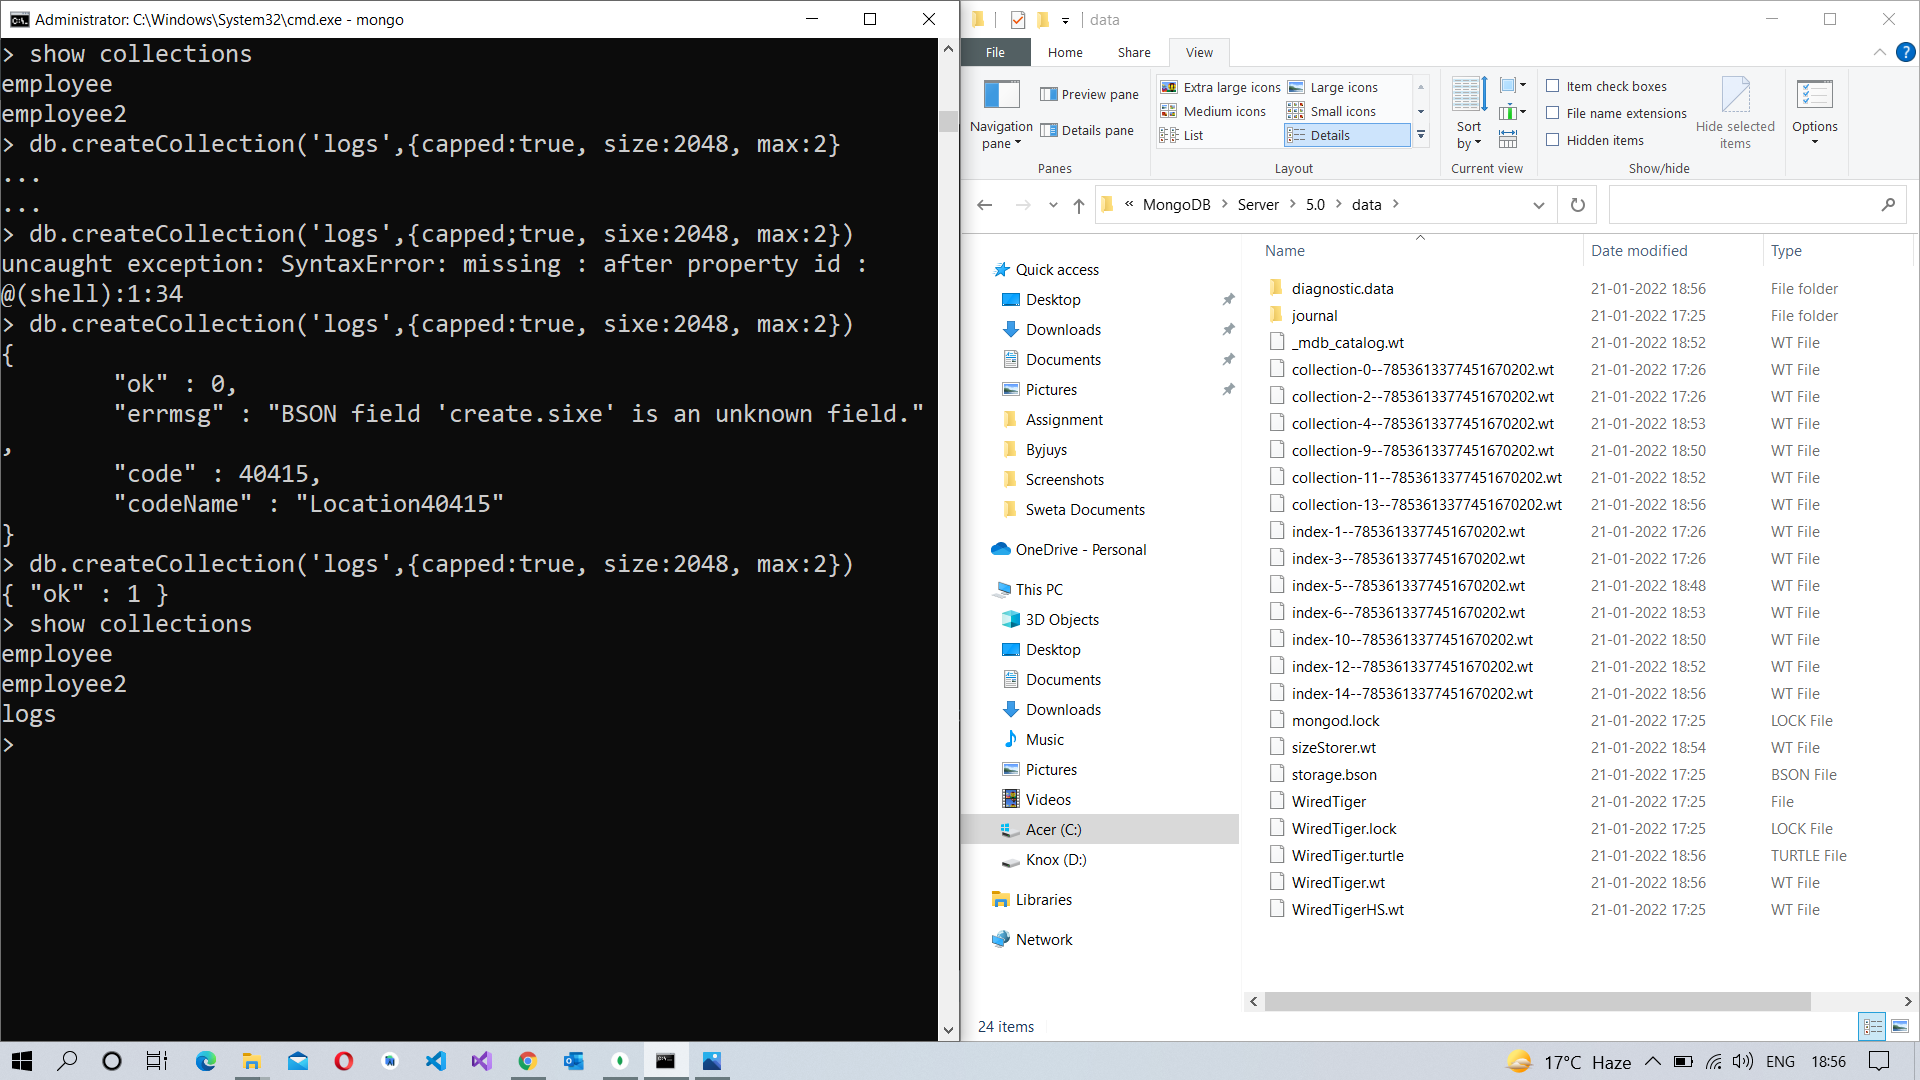 Administrator: C:\Windows\System32\cmd.exe - mongo
> show collections
employee
employee2
> db.createCollection('logs',{capped:true, size:2048, max:2}
...
...
> db.createCollection('logs',{capped;true, sixe:2048, max:2})
uncaught exception: SyntaxError: missing : after property id :
@(shell):1:34
> db.createCollection('logs',{capped:true, sixe:2048, max:2})
{
"ok" : 0,
"errmsg" : "BSON field 'create.sixe' is an unknown field."
,
"code" : 40415,
"codeName" : "Location40415"
}
> db.createCollection('logs',{capped:true, size:2048, max:2})
{ "ok" : 1 }
> show collections
employee
employee2
logs
>
data
File Home Share View
Navigation pane
Preview pane
Details pane
Panes
Extra large icons Large icons
Medium icons Small icons
List Details
Layout
Sort by
Current view
Item check boxes
File name extensions
Hidden items
Hide selected items
Show/hide
Options
« MongoDB > Server > 5.0 > data >
Quick access
Desktop
Downloads
Documents
Pictures
Assignment
Byjuys
Screenshots
Sweta Documents
OneDrive - Personal
This PC
3D Objects
Desktop
Documents
Downloads
Music
Pictures
Videos
Acer (C:)
Knox (D:)
Libraries
Network
Name Date modified Type
diagnostic.data 21-01-2022 18:56 File folder
journal 21-01-2022 17:25 File folder
_mdb_catalog.wt 21-01-2022 18:52 WT File
collection-0--7853613377451670202.wt 21-01-2022 17:26 WT File
collection-2--7853613377451670202.wt 21-01-2022 17:26 WT File
collection-4--7853613377451670202.wt 21-01-2022 18:53 WT File
collection-9--7853613377451670202.wt 21-01-2022 18:50 WT File
collection-11--7853613377451670202.wt 21-01-2022 18:52 WT File
collection-13--7853613377451670202.wt 21-01-2022 18:56 WT File
index-1--7853613377451670202.wt 21-01-2022 17:26 WT File
index-3--7853613377451670202.wt 21-01-2022 17:26 WT File
index-5--7853613377451670202.wt 21-01-2022 18:48 WT File
index-6--7853613377451670202.wt 21-01-2022 18:53 WT File
index-10--7853613377451670202.wt 21-01-2022 18:50 WT File
index-12--7853613377451670202.wt 21-01-2022 18:52 WT File
index-14--7853613377451670202.wt 21-01-2022 18:56 WT File
mongod.lock 21-01-2022 17:25 LOCK File
sizeStorer.wt 21-01-2022 18:54 WT File
storage.bson 21-01-2022 17:25 BSON File
WiredTiger 21-01-2022 17:25 File
WiredTiger.lock 21-01-2022 17:25 LOCK File
WiredTiger.turtle 21-01-2022 18:56 TURTLE File
WiredTiger.wt 21-01-2022 18:56 WT File
WiredTigerHS.wt 21-01-2022 17:25 WT File
24 items
17°C Haze ENG 18:56